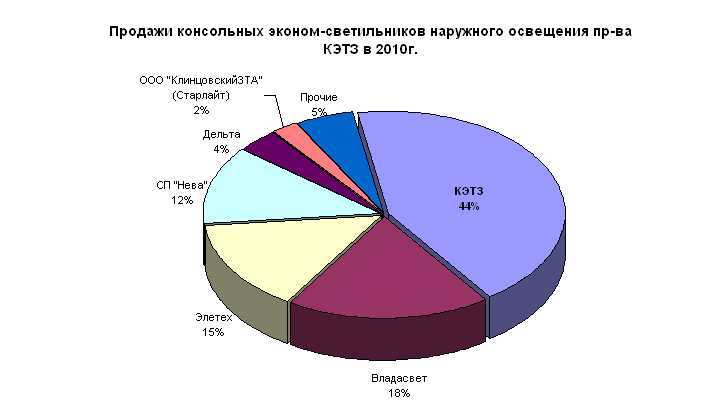 Продажи консольных эконом-светильников наружного освещения пр-ва
КЭТЗ в 2010г.
ООО "КлинцовскийЗТА"
(Старлайт)
2%
Прочие
5%
Дельта
4%
СП "Нева"
12%
КЭТЗ
44%
Элетех
15%
Владасвет
18%